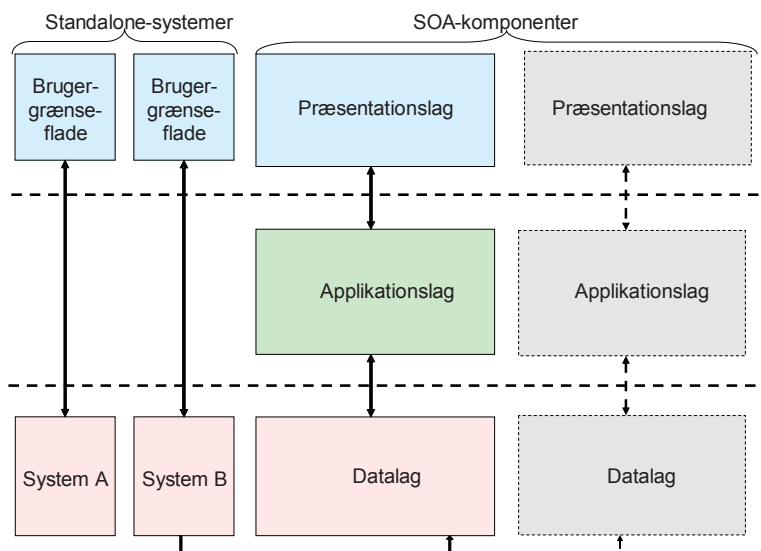 Standalone-systemer
SOA-komponenter
Bruger-
grænse-
flade
Bruger-
grænse-
flade
Præsentationslag
Præsentationslag
Applikationslag
Applikationslag
System A
System B
Datalag
Datalag